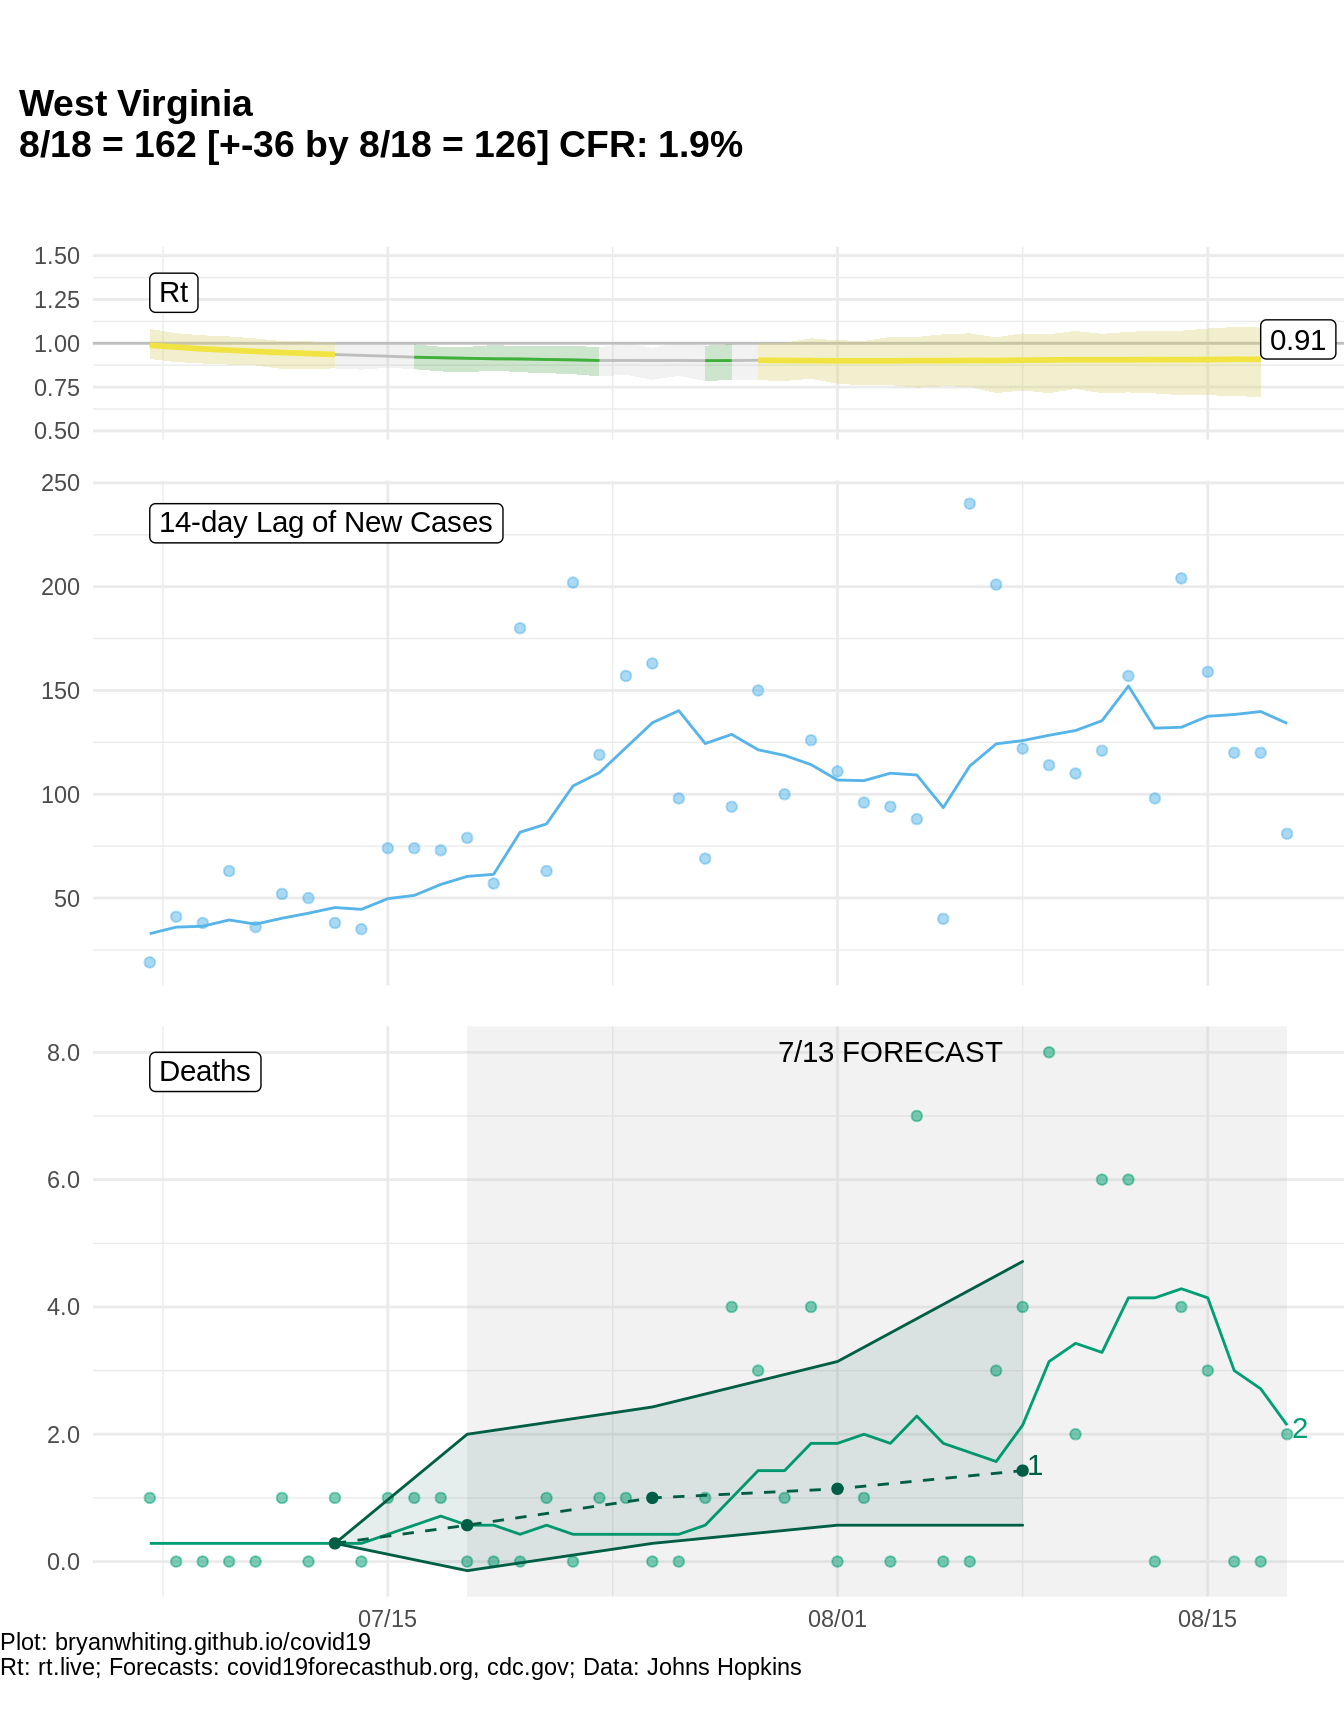 West Virginia
8/18 = 162 [+-36 by 8/18 = 126] CFR: 1.9%
1.50
1.25
1.00
0.75
0.50
Rt
0.91
250
200
150
100
50
14-day Lag of New Cases
8.0
6.0
4.0
2.0
0.0
Deaths
7/13 FORECAST
2
1
07/15
08/01
08/15
Plot: bryanwhiting.github.io/covid19
Rt: rt.live; Forecasts: covid19forecasthub.org, cdc.gov; Data: Johns Hopkins